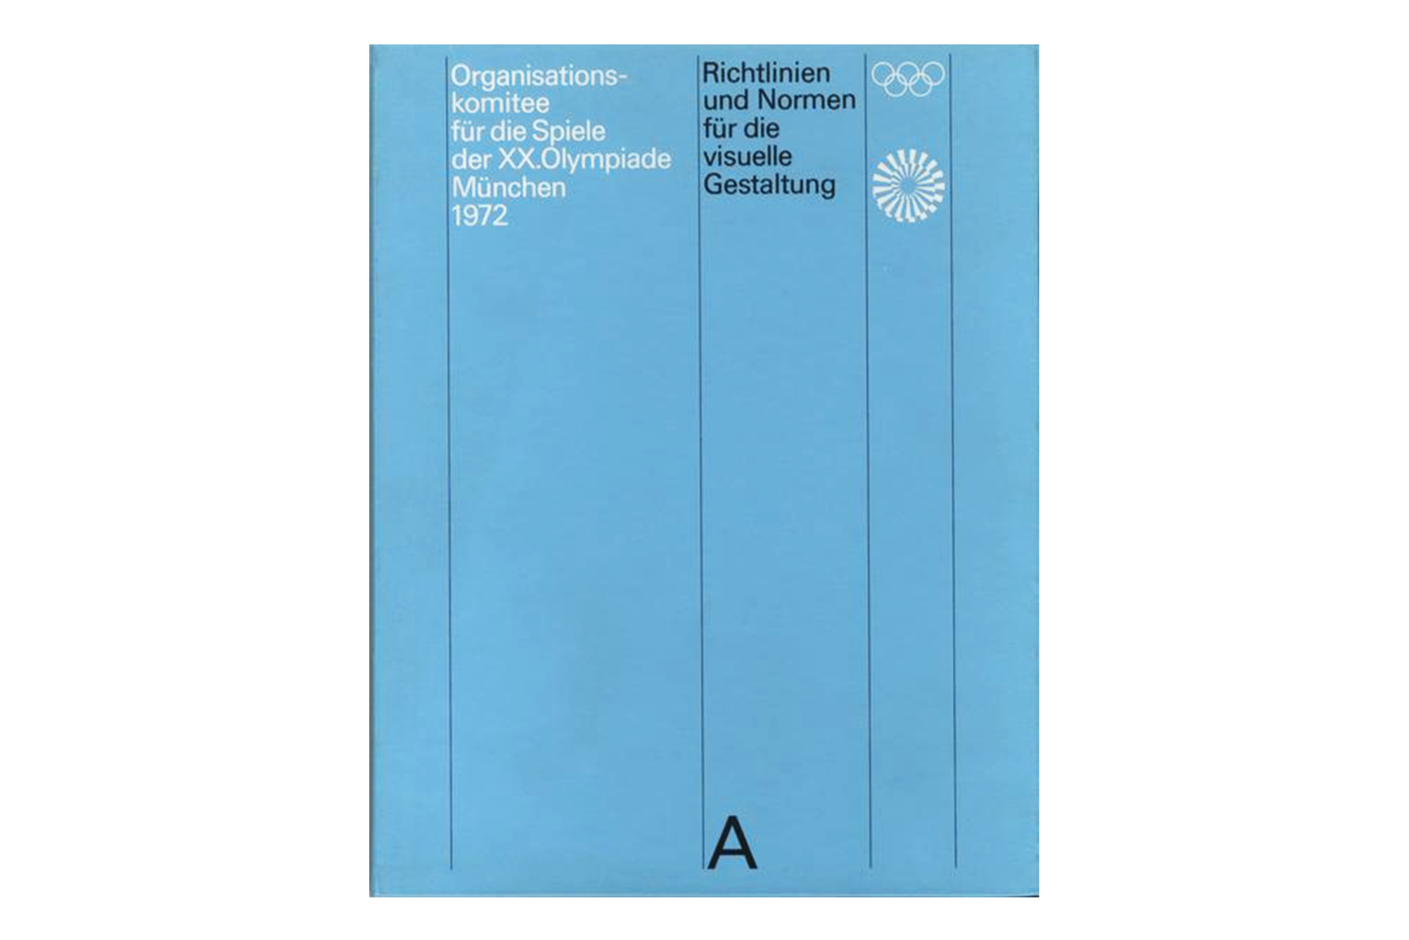 Organisations-
komitee
für die Spiele
der XX.Olympiade
München
1972
Richtlinien
und Normen
für die
visuelle
Gestaltung
A